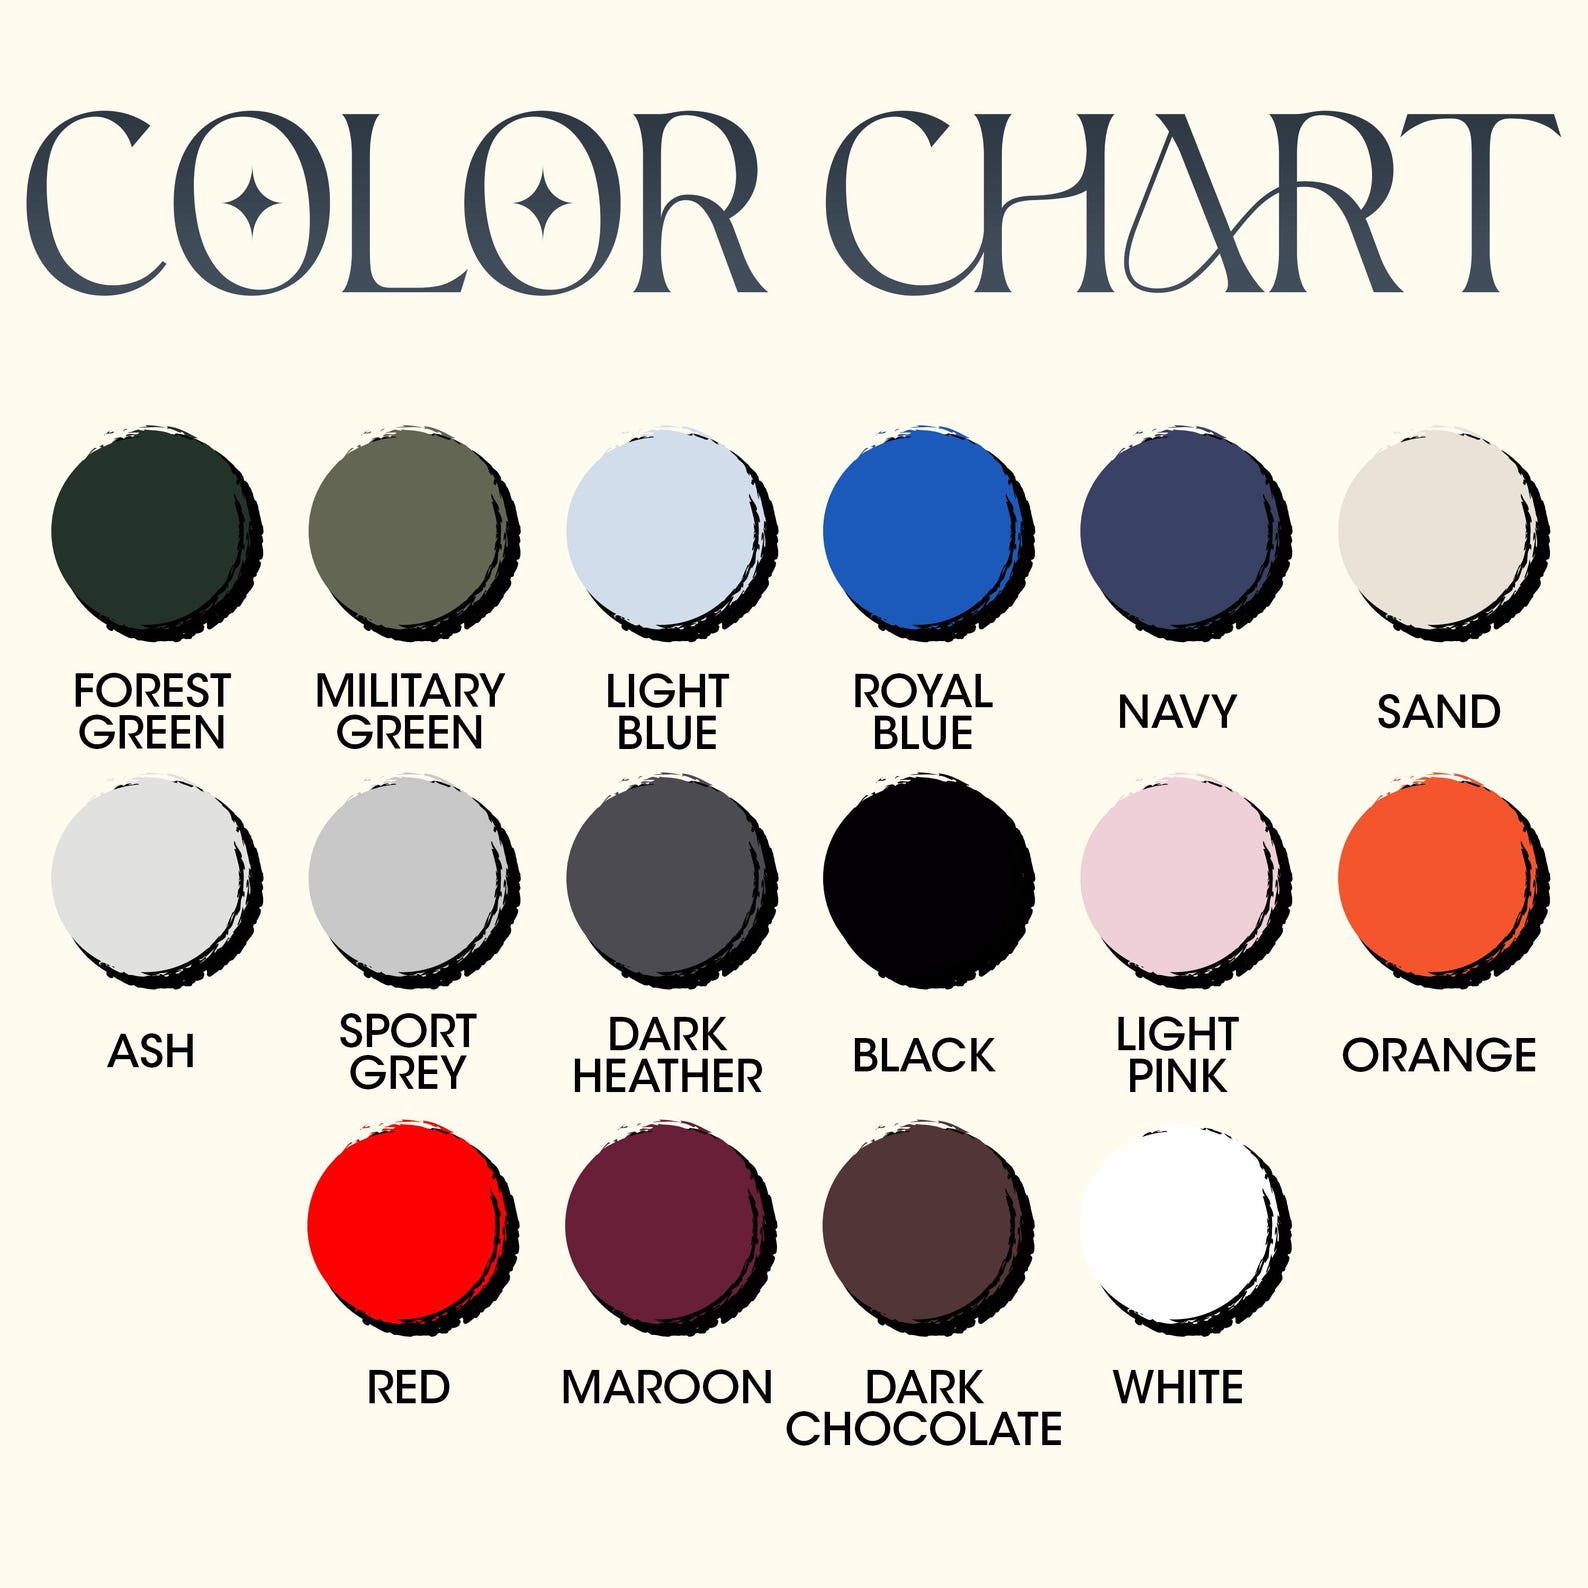 COLOR CHART
FOREST
GREEN
MILITARY
GREEN
LIGHT
BLUE
ROYAL
BLUE
NAVY
SAND
ASH
SPORT
GREY
DARK
HEATHER
BLACK
LIGHT
PINK
ORANGE
RED
MAROON
DARK
CHOCOLATE
WHITE